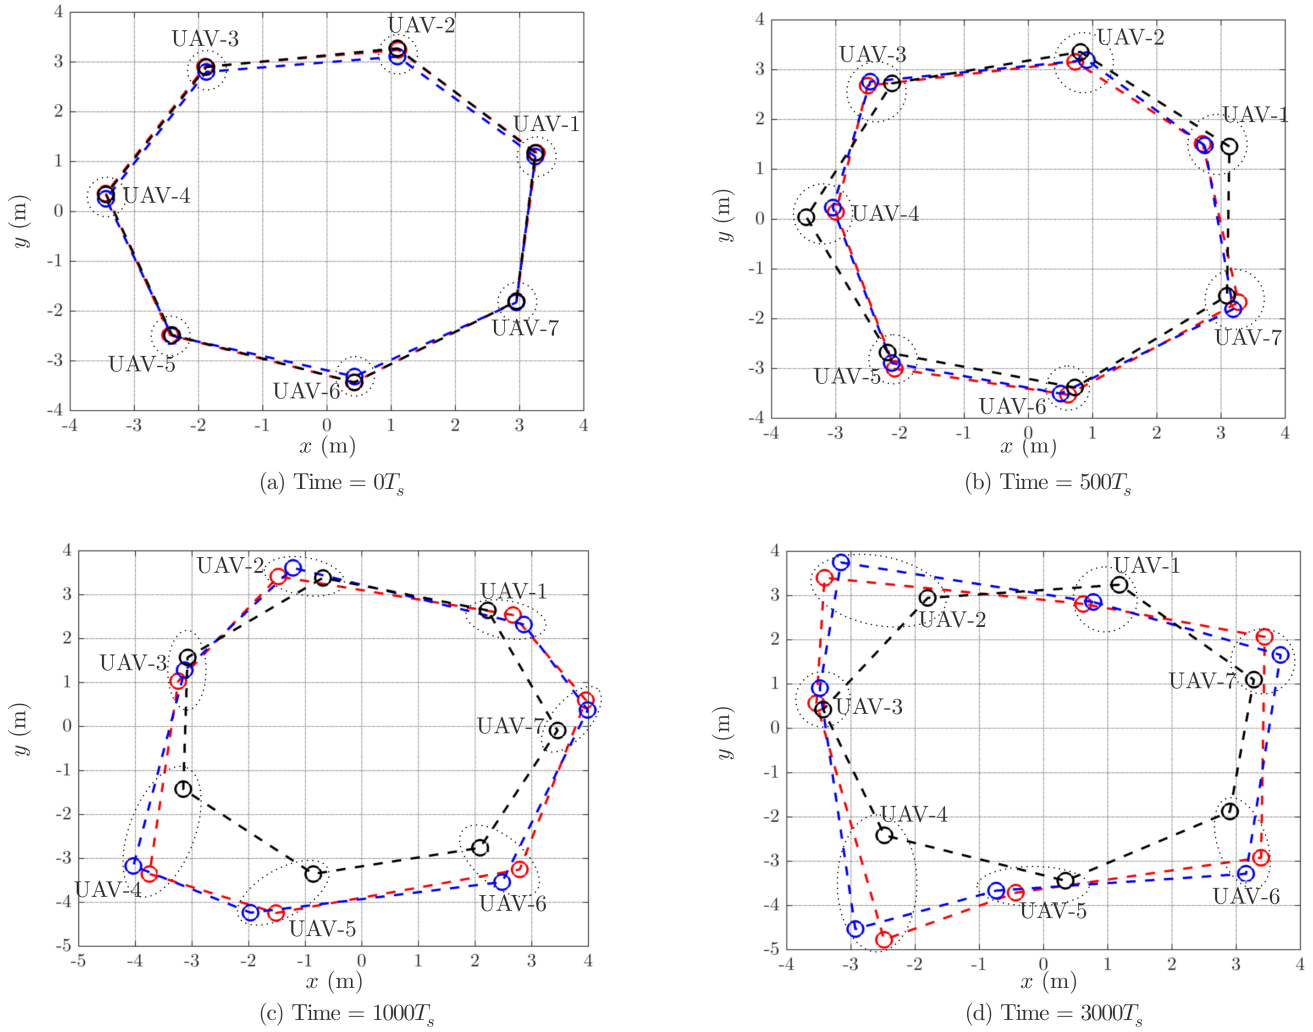 4
3
2
1
0
-1
-2
-3
-4
y (m)
UAV-3
UAV-2
UAV-1
UAV-4
UAV-5
UAV-6
UAV-7
-4 -3 -2 -1 0 1 2 3 4
x (m)
(a) Time = 0Ts
4
3
2
1
0
-1
-2
-3
-4
y (m)
UAV-2
UAV-3
UAV-1
UAV-4
UAV-7
UAV-5
UAV-6
-4 -3 -2 -1 0 1 2 3 4
x (m)
(b) Time = 500Ts
4
3
2
1
0
-1
-2
-3
-4
-5
y (m)
UAV-2
UAV-1
UAV-3
UAV-7
UAV-4
UAV-6
UAV-5
-5 -4 -3 -2 -1 0 1 2 3 4
x (m)
(c) Time = 1000Ts
4
3
2
1
0
-1
-2
-3
-4
-5
y (m)
UAV-1
UAV-2
UAV-7
UAV-3
UAV-4
UAV-6
UAV-5
-4 -3 -2 -1 0 1 2 3 4
x (m)
(d) Time = 3000Ts